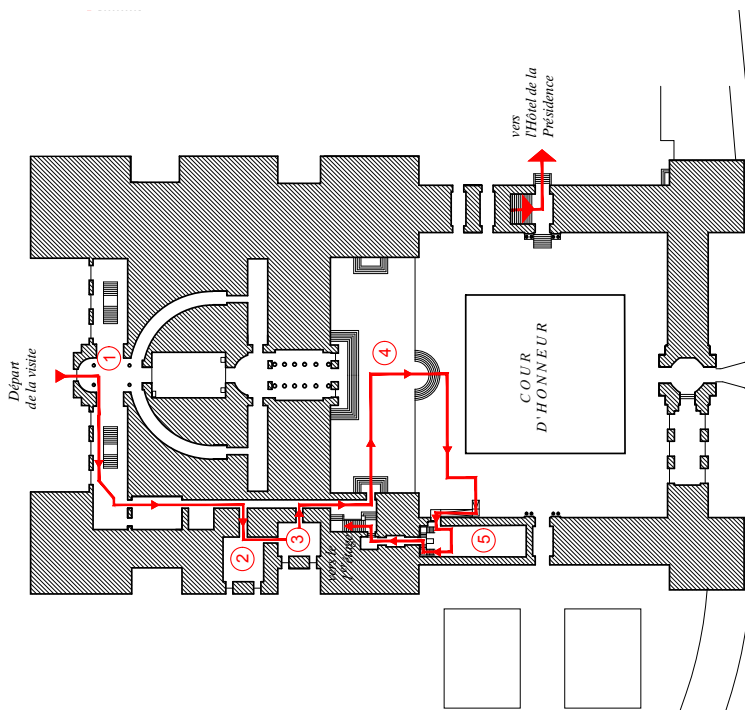 Départ
de la visite
1
2
3
4
5
vers le
1er étage
COUR
D'HONNEUR
vers
l'Hôtel de la
Présidence